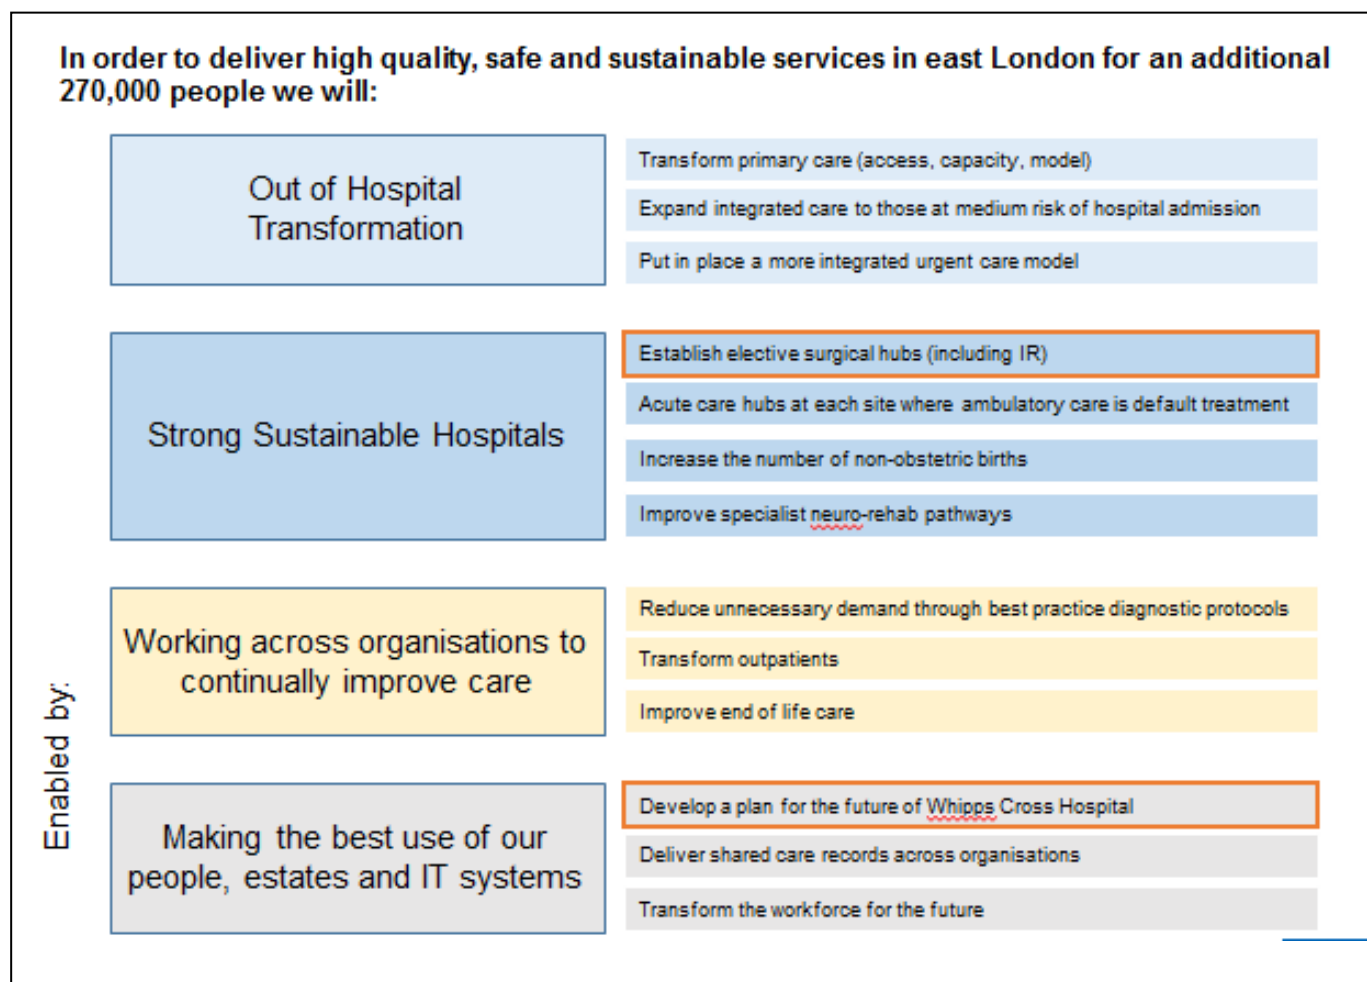 In order to deliver high quality, safe and sustainable services in east London for an additional
270,000 people we will:
Out of Hospital
Transformation
Transform primary care (access, capacity, model)
Expand integrated care to those at medium risk of hospital admission
Put in place a more integrated urgent care model
Strong Sustainable Hospitals
Establish elective surgical hubs (including IR)
Acute care hubs at each site where ambulatory care is default treatment
Increase the number of non-obstetric births
Improve specialist neuro-rehab pathways
Enabled by:
Working across organisations to
continually improve care
Reduce unnecessary demand through best practice diagnostic protocols
Transform outpatients
Improve end of life care
Making the best use of our
people, estates and IT systems
Develop a plan for the future of Whipps Cross Hospital
Deliver shared care records across organisations
Transform the workforce for the future